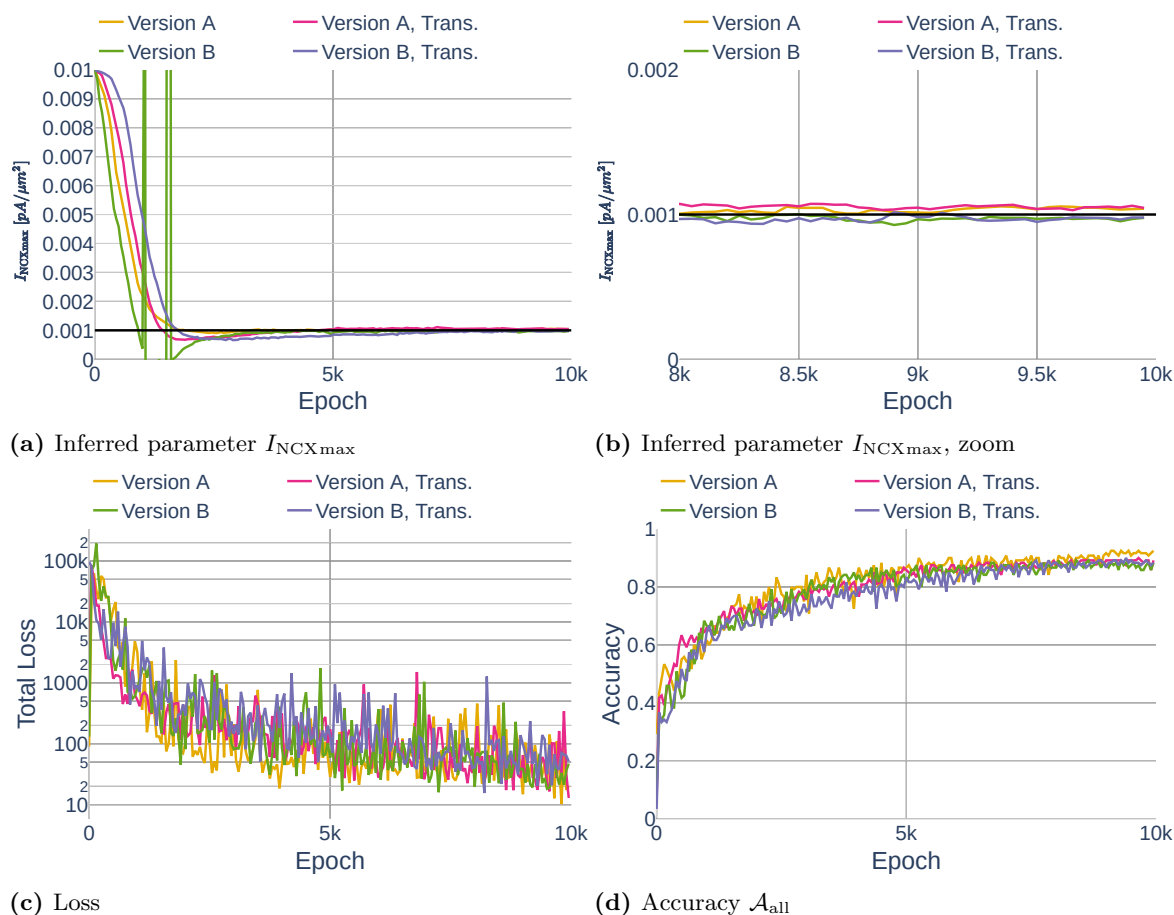 Version A
Version A, Trans.
Version B
Version B, Trans.
0.01
0.009
0.008
0.007
0.006
0.005
0.004
0.003
0.002
0.001
0
I_NCXmax [pA/μm²]
0
5k
10k
Epoch
(a) Inferred parameter I_NCXmax
Version A
Version A, Trans.
Version B
Version B, Trans.
0.002
0.001
0
I_NCXmax [pA/μm²]
8k
8.5k
9k
9.5k
10k
Epoch
(b) Inferred parameter I_NCXmax, zoom
Version A
Version A, Trans.
Version B
Version B, Trans.
2
100k
5
2
10k
5
2
1000
5
2
100
5
2
10
Total Loss
0
5k
10k
Epoch
(c) Loss
Version A
Version A, Trans.
Version B
Version B, Trans.
1
0.8
0.6
0.4
0.2
0
Accuracy
0
5k
10k
Epoch
(d) Accuracy 𝒜_all